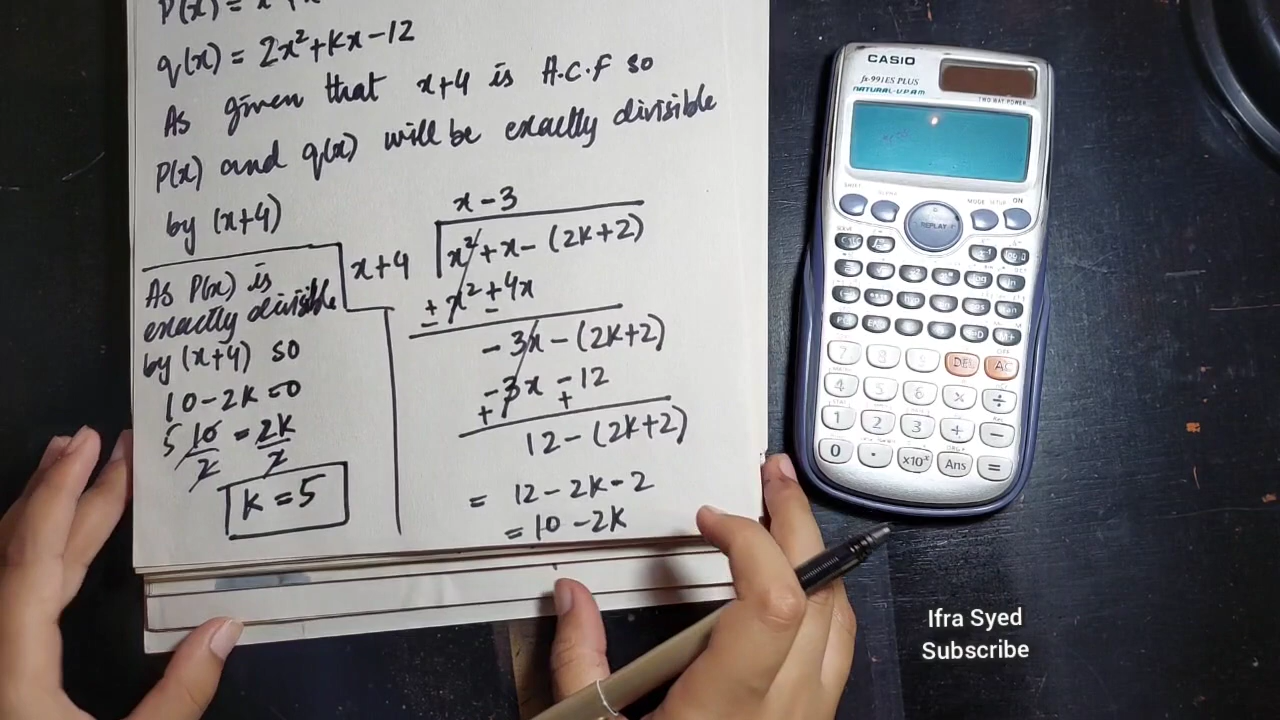 P(x) = x
q(x) = 2x²+Kx-12
As given that x+4 is H.C.F so
P(x) and q(x) will be exactly divisible
by (x+4)
As P(x) is
exactly divisible
by (x+4) so
10-2K=0
5 10/2 = 2K/2
K = 5
x - 3
x+4 x² + x - (2K+2)
± x² + 4x
-
- 3x - (2K+2)
-3x - 12
+ +
12 - (2K+2)
= 12 - 2K - 2
= 10 - 2K
CASIO
fx-991ES PLUS
NATURAL-V.P.A.M.
TWO WAY POWER
SHIFT ALPHA MODE SETUP ON
REPLAY
7 8 9 DEL AC
4 5 6 × ÷
1 2 3 + −
0 · ×10ˣ Ans =
Ifra Syed
Subscribe